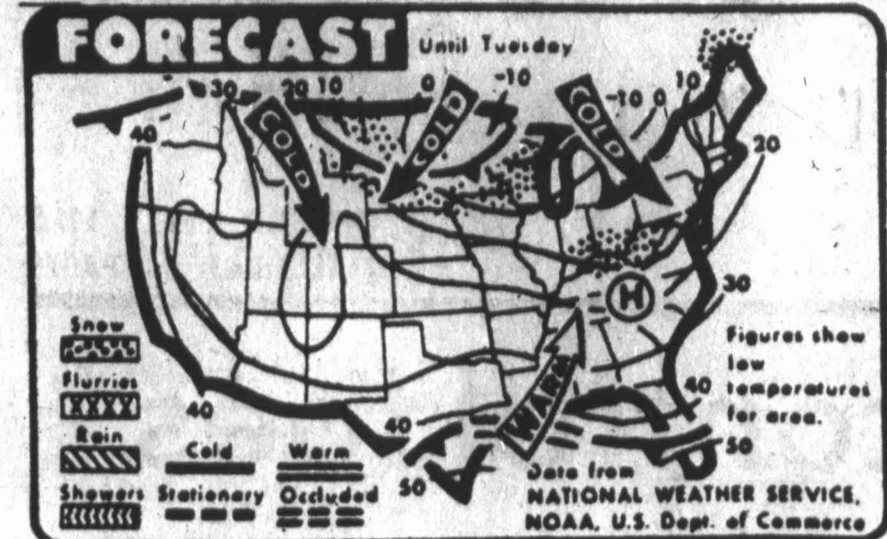 FORECAST Until Tuesday
30 20 10 0 -10 -10 0 10
COLD COLD COLD
40 20
H
30
Snow
Figures show
Flurries
low
40 WARM 40
temperatures
Rain
for area.
40
Cold Warm
50 50
Data from
Showers Stationary Occluded
NATIONAL WEATHER SERVICE,
NOAA, U.S. Dept. of Commerce